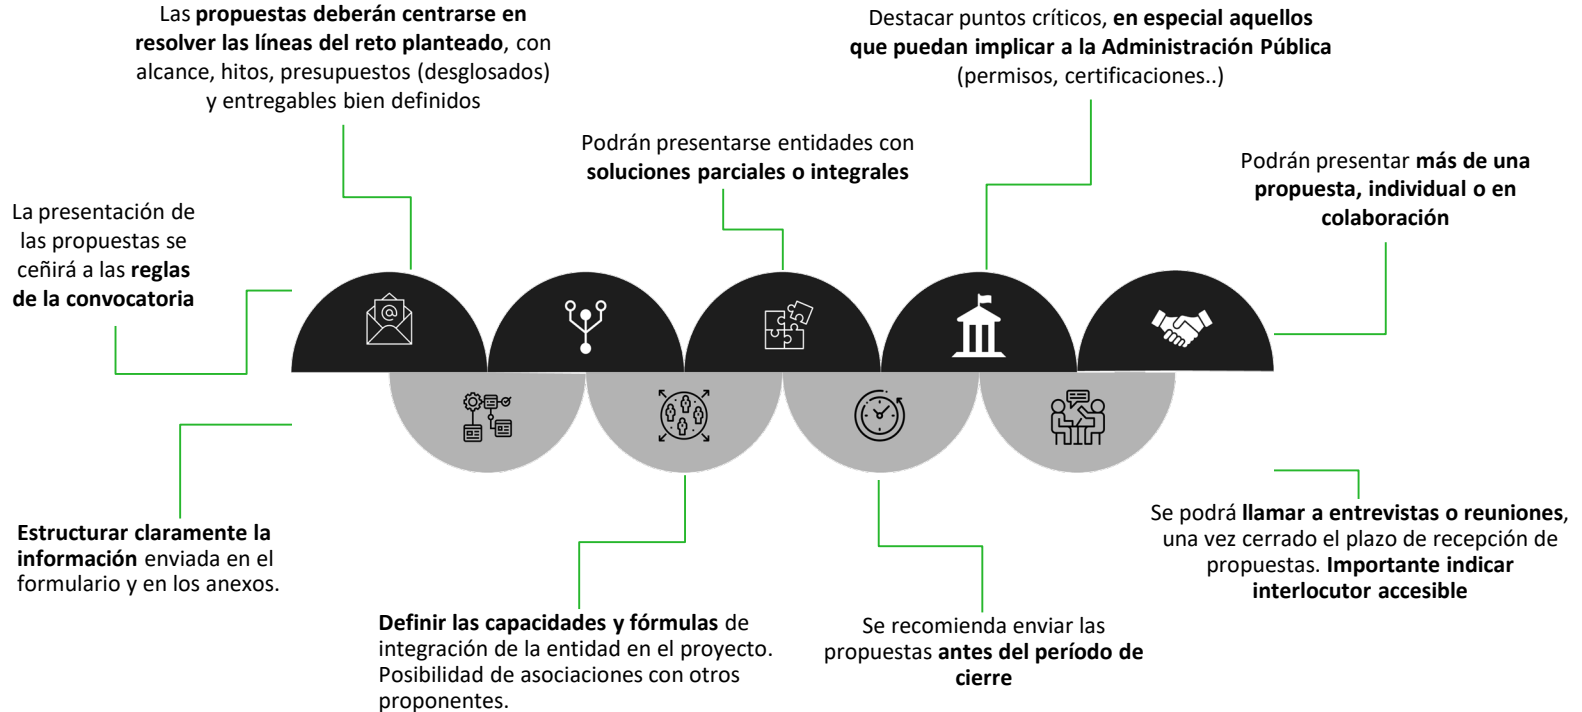 Las propuestas deberán centrarse en
resolver las líneas del reto planteado, con
alcance, hitos, presupuestos (desglosados)
y entregables bien definidos
Destacar puntos críticos, en especial aquellos
que puedan implicar a la Administración Pública
(permisos, certificaciones..)
Podrán presentarse entidades con
soluciones parciales o integrales
Podrán presentar más de una
propuesta, individual o en
colaboración
La presentación de
las propuestas se
ceñirá a las reglas
de la convocatoria
@
Estructurar claramente la
información enviada en el
formulario y en los anexos.
Definir las capacidades y fórmulas de
integración de la entidad en el proyecto.
Posibilidad de asociaciones con otros
proponentes.
Se recomienda enviar las
propuestas antes del período de
cierre
Se podrá llamar a entrevistas o reuniones,
una vez cerrado el plazo de recepción de
propuestas. Importante indicar
interlocutor accesible